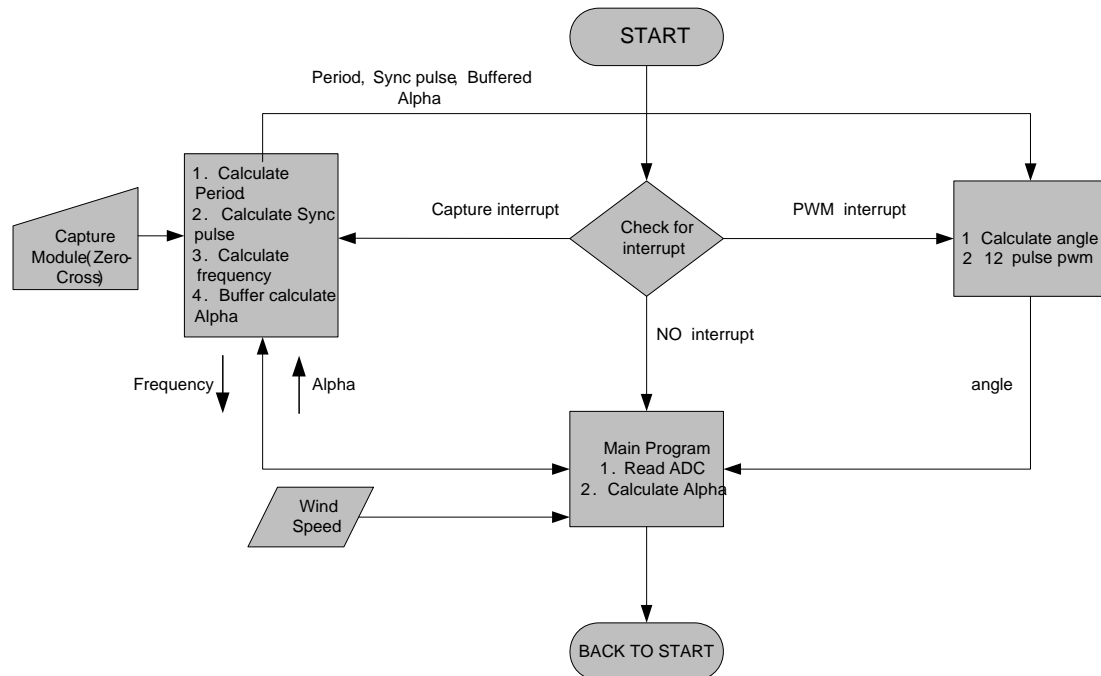 START
Period, Sync pulse, Buffered
Alpha
1. Calculate
Period.
2. Calculate Sync
pulse
3. Calculate
frequency
4. Buffer calculate
Alpha
Capture
Module(Zero-
Cross)
Capture interrupt
Check for
interrupt
PWM interrupt
1 Calculate angle
2 12 pulse pwm
NO interrupt
Frequency
Alpha
angle
Main Program
1. Read ADC
2. Calculate Alpha
Wind
Speed
BACK TO START